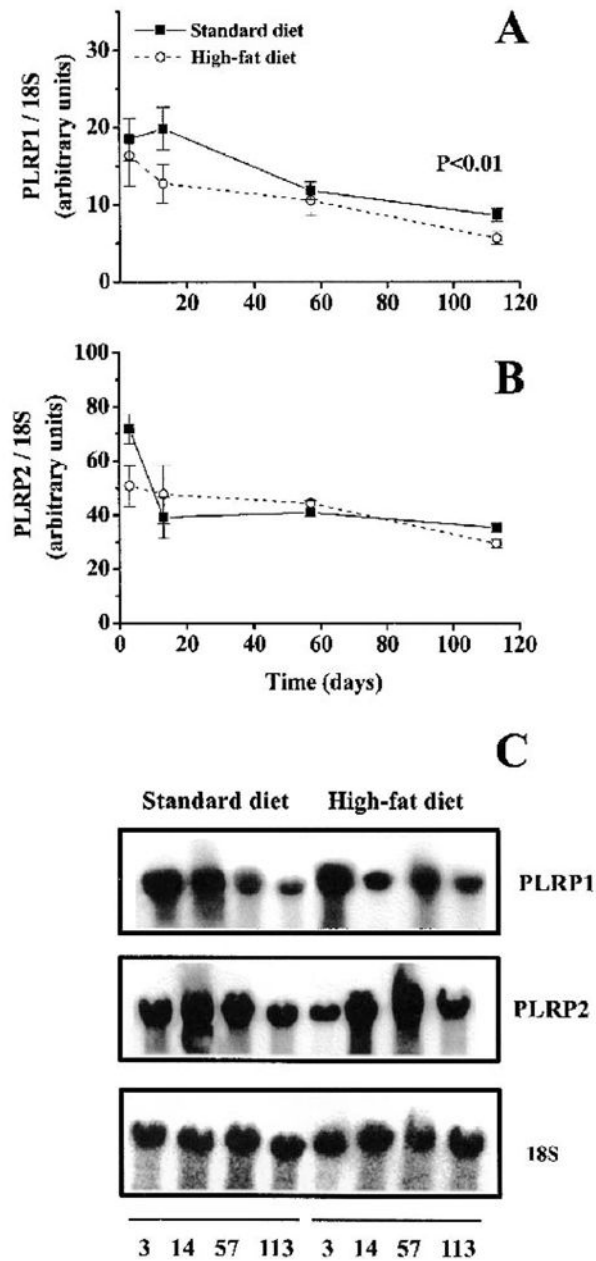 A
Standard diet
High-fat diet
PLRP1 / 18S
(arbitrary units)
30
20
10
0
P<0.01
20 40 60 80 100 120
B
PLRP2 / 18S
(arbitrary units)
100
80
60
40
20
0
0 20 40 60 80 100 120
Time (days)
C
Standard diet High-fat diet
PLRP1
PLRP2
18S
3 14 57 113 3 14 57 113